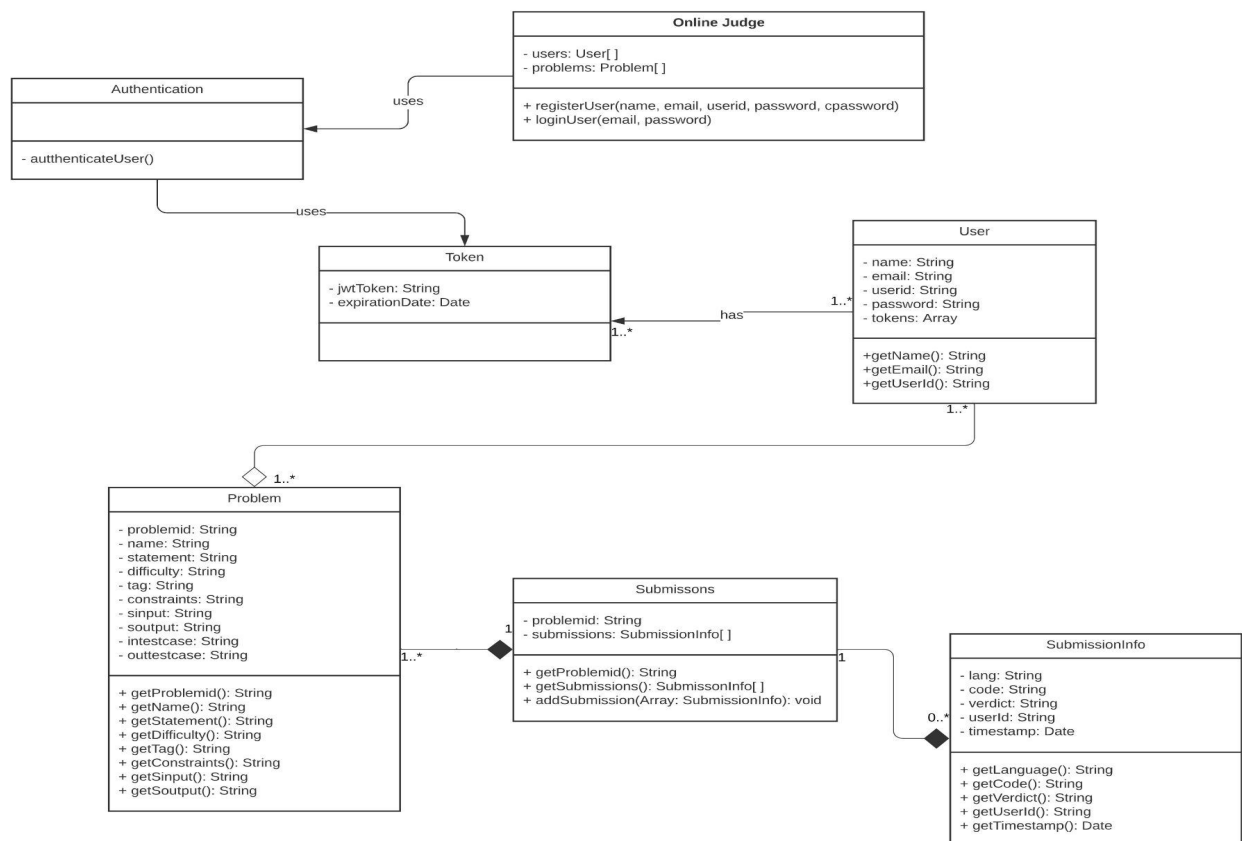 Online Judge
- users: User[ ]
- problems: Problem[ ]
+ registerUser(name, email, userid, password, cpassword)
+ loginUser(email, password)
uses
Authentication
- autthenticateUser()
uses
Token
- jwtToken: String
- expirationDate: Date
1..*
has
1..*
User
- name: String
- email: String
- userid: String
- password: String
- tokens: Array
+getName(): String
+getEmail(): String
+getUserId(): String
1..*
1..*
Problem
- problemid: String
- name: String
- statement: String
- difficulty: String
- tag: String
- constraints: String
- sinput: String
- soutput: String
- intestcase: String
- outtestcase: String
+ getProblemid(): String
+ getName(): String
+ getStatement(): String
+ getDifficulty(): String
+ getTag(): String
+ getConstraints(): String
+ getSinput(): String
+ getSoutput(): String
1..*
1
Submissons
- problemid: String
- submissions: SubmissionInfo[ ]
+ getProblemid(): String
+ getSubmissions(): SubmissonInfo[ ]
+ addSubmission(Array: SubmissionInfo): void
1
0..*
SubmissionInfo
- lang: String
- code: String
- verdict: String
- userId: String
- timestamp: Date
+ getLanguage(): String
+ getCode(): String
+ getVerdict(): String
+ getUserId(): String
+ getTimestamp(): Date